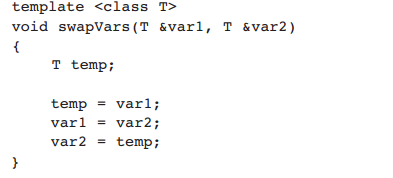 template <class T>
void swapVars(T &var1, T &var2)
{
    T temp;

    temp = var1;
    var1 = var2;
    var2 = temp;
}